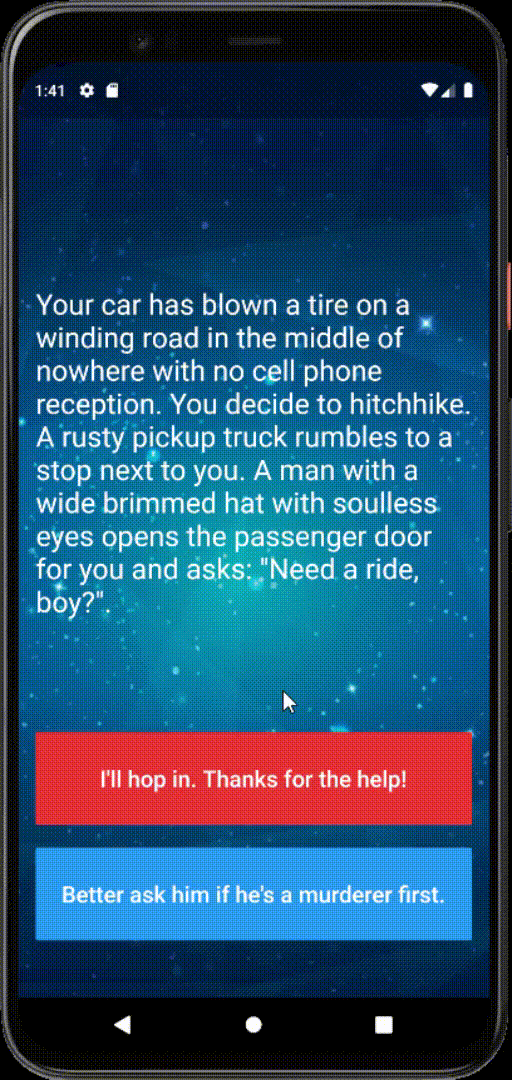 1:41
Your car has blown a tire on a
winding road in the middle of
nowhere with no cell phone
reception. You decide to hitchhike.
A rusty pickup truck rumbles to a
stop next to you. A man with a
wide brimmed hat with soulless
eyes opens the passenger door
for you and asks: "Need a ride,
boy?".
I'll hop in. Thanks for the help!
Better ask him if he's a murderer first.